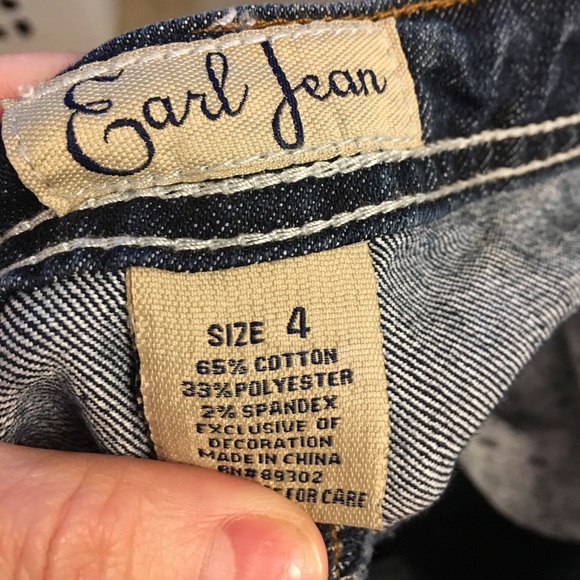 Earl Jean
SIZE 4
65% COTTON
33% POLYESTER
2% SPANDEX
EXCLUSIVE OF
DECORATION
MADE IN CHINA
RN# 89302
FOR CARE